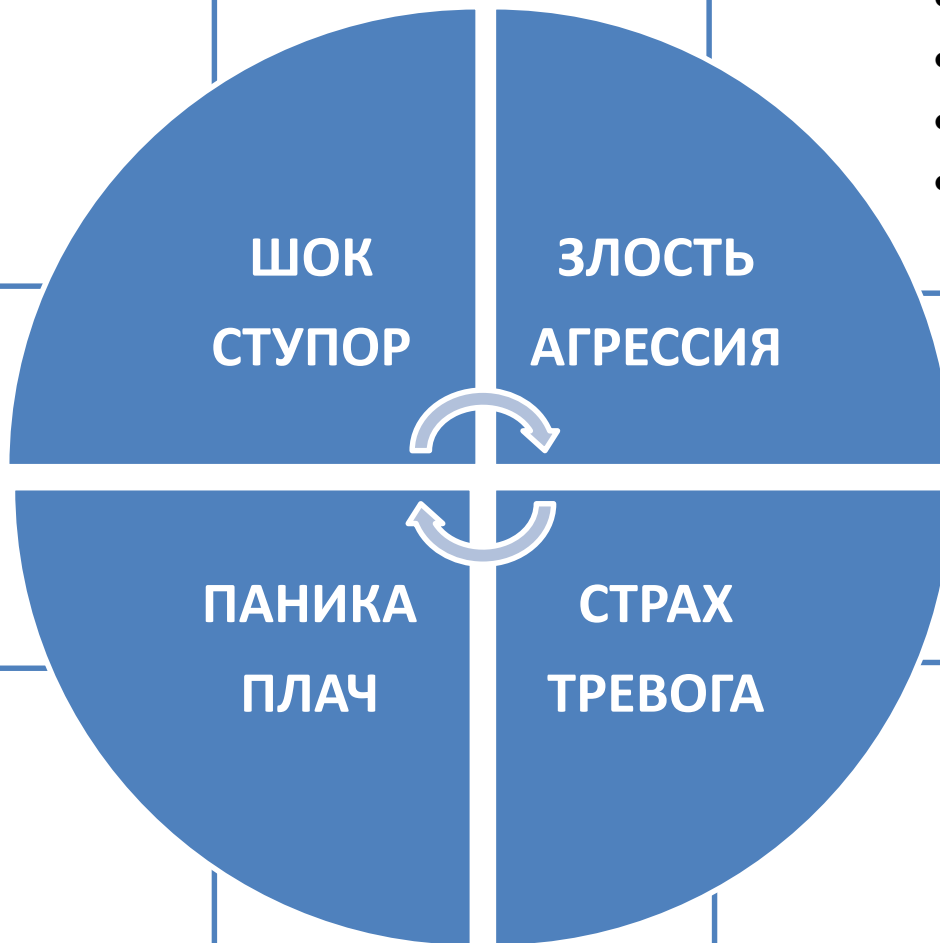 ШОК
СТУПОР
ЗЛОСТЬ
АГРЕССИЯ
ПАНИКА
ПЛАЧ
СТРАХ
ТРЕВОГА